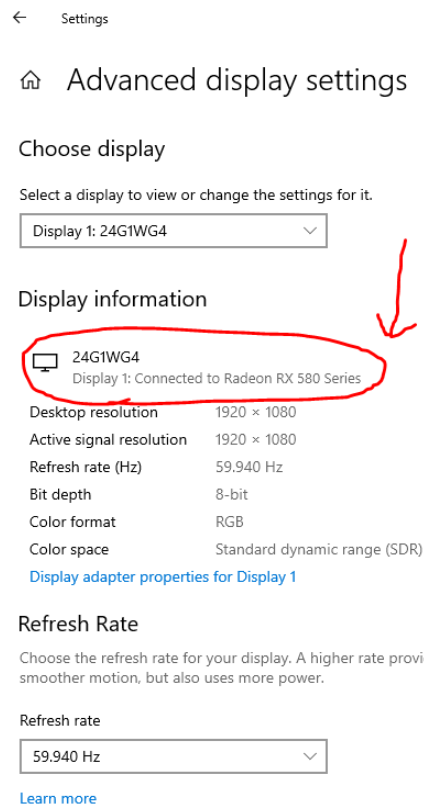 Settings
Advanced display settings
Choose display
Select a display to view or change the settings for it.
Display 1: 24G1WG4
Display information
24G1WG4
Display 1: Connected to Radeon RX 580 Series
Desktop resolution 1920 × 1080
Active signal resolution 1920 × 1080
Refresh rate (Hz) 59.940 Hz
Bit depth 8-bit
Color format RGB
Color space Standard dynamic range (SDR)
Display adapter properties for Display 1
Refresh Rate
Choose the refresh rate for your display. A higher rate provi
smoother motion, but also uses more power.
Refresh rate
59.940 Hz
Learn more